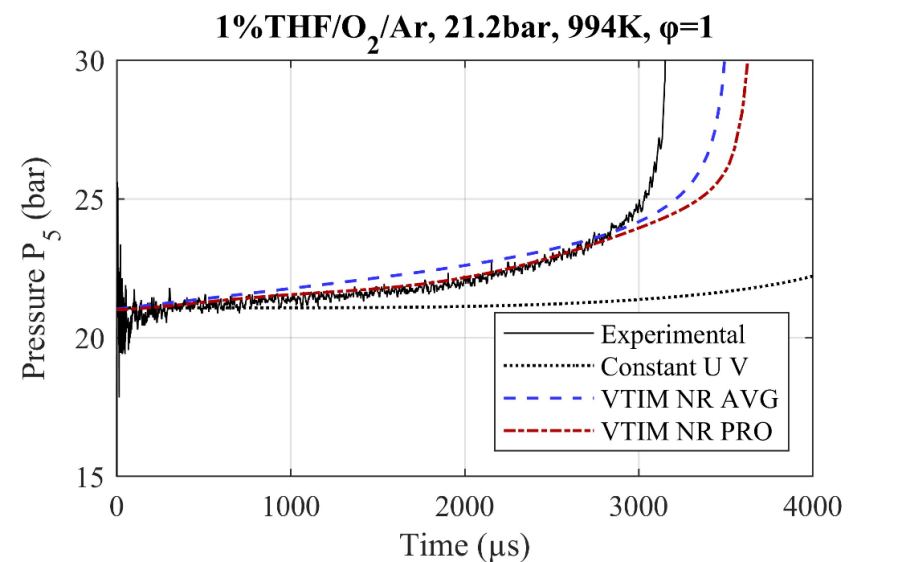 1%THF/O₂/Ar, 21.2bar, 994K, φ=1
30
25
20
15
Pressure P₅ (bar)
0 1000 2000 3000 4000
Time (µs)
Experimental
Constant U V
VTIM NR AVG
VTIM NR PRO